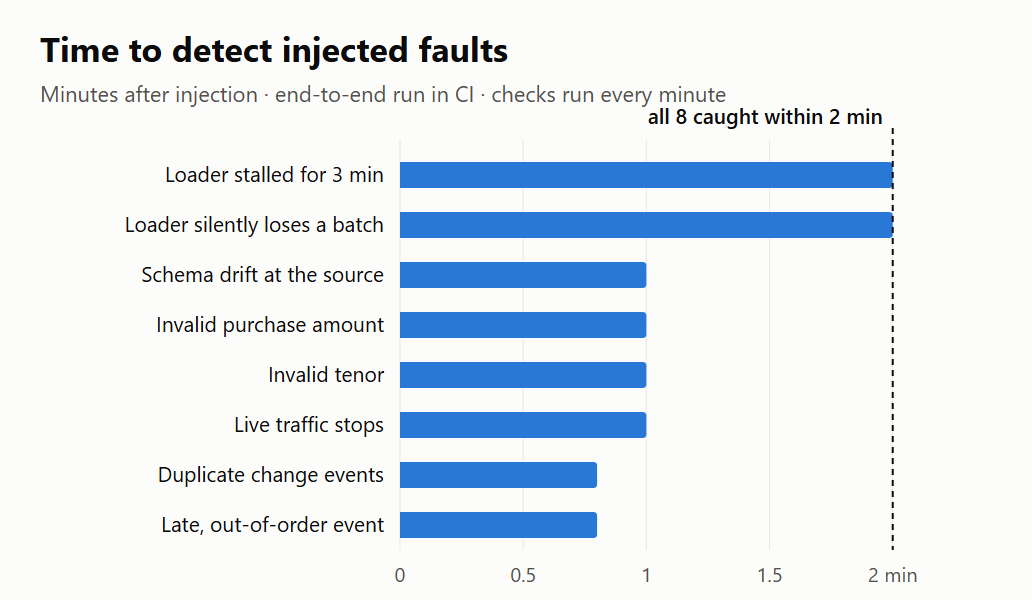 Time to detect injected faults
Minutes after injection · end-to-end run in CI · checks run every minute
all 8 caught within 2 min
Loader stalled for 3 min
Loader silently loses a batch
Schema drift at the source
Invalid purchase amount
Invalid tenor
Live traffic stops
Duplicate change events
Late, out-of-order event
0 0.5 1 1.5 2 min